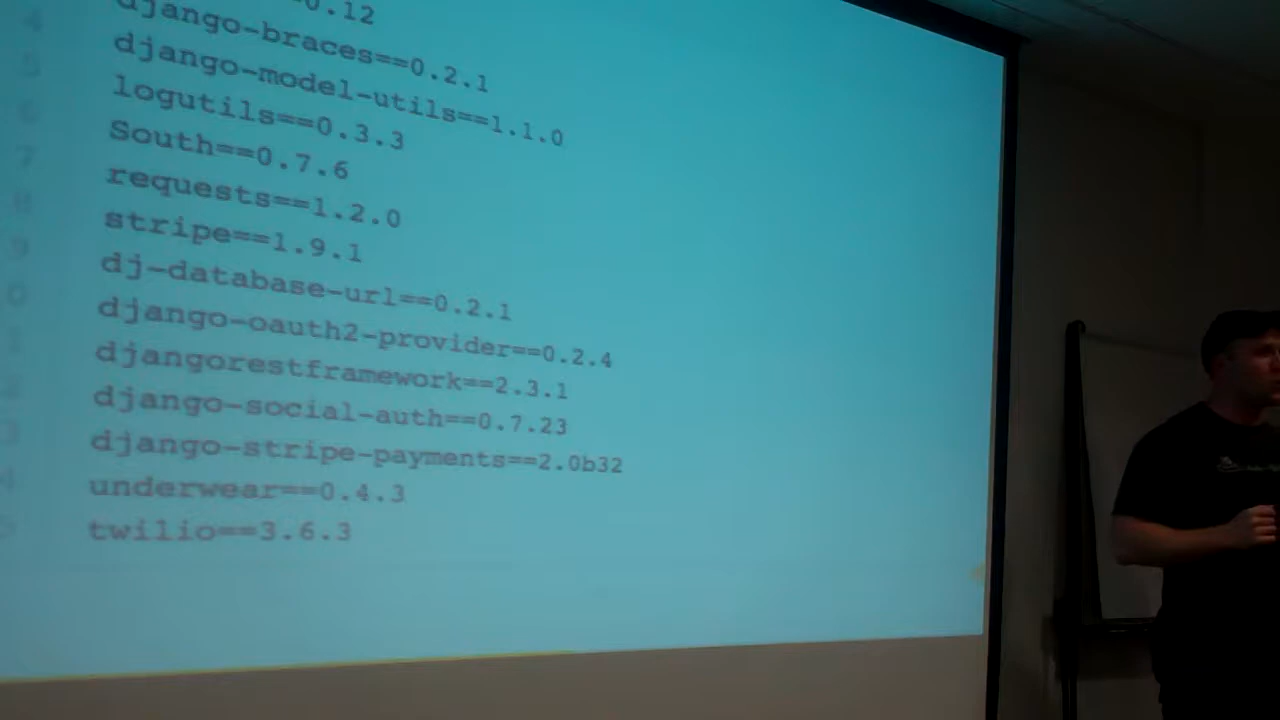 0.12
django-braces==0.2.1
django-model-utils==1.1.0
logutils==0.3.3
South==0.7.6
requests==1.2.0
stripe==1.9.1
dj-database-url==0.2.1
django-oauth2-provider==0.2.4
djangorestframework==2.3.1
django-social-auth==0.7.23
django-stripe-payments==2.0b32
underwear==0.4.3
twilio==3.6.3